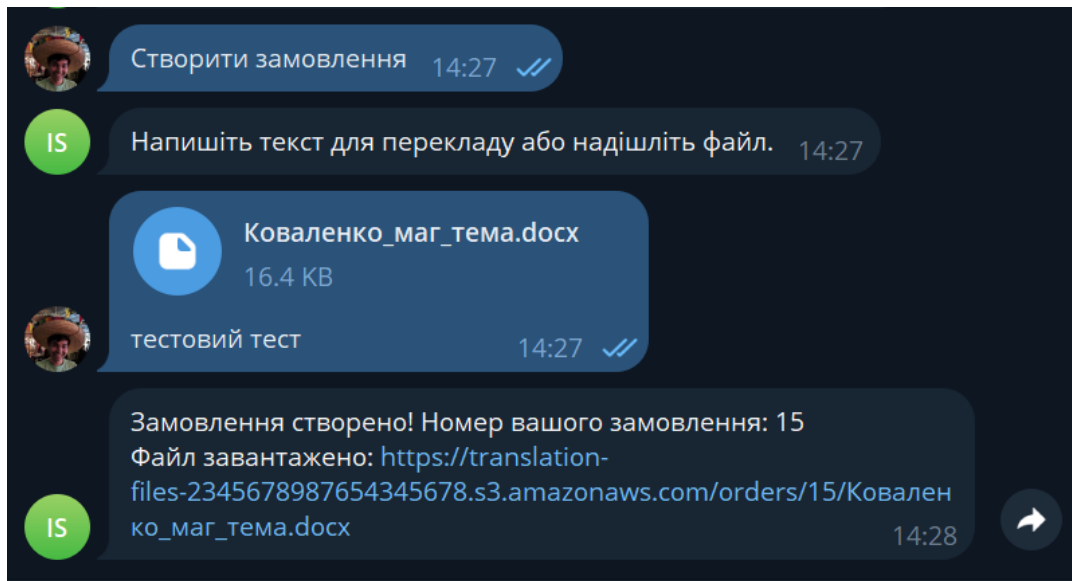 Створити замовлення 14:27
IS
Напишіть текст для перекладу або надішліть файл. 14:27
Коваленко_маг_тема.docx
16.4 KB
тестовий тест 14:27
Замовлення створено! Номер вашого замовлення: 15
Файл завантажено: https://translation-
files-2345678987654345678.s3.amazonaws.com/orders/15/Ковален
ко_маг_тема.docx
IS
14:28